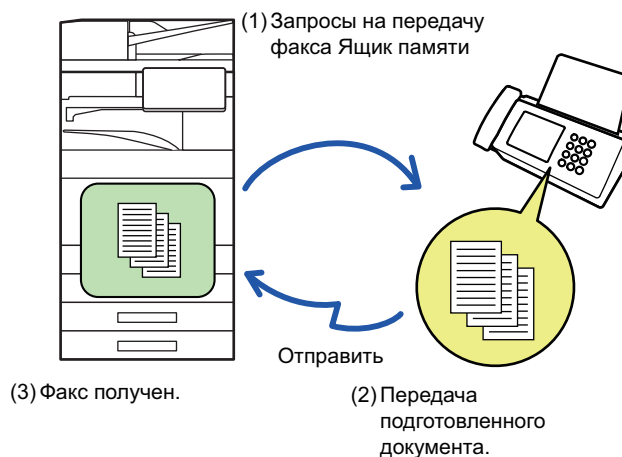 (1) Запросы на передачу
факса Ящик памяти
Отправить
(3) Факс получен.
(2) Передача
подготовленного
документа.